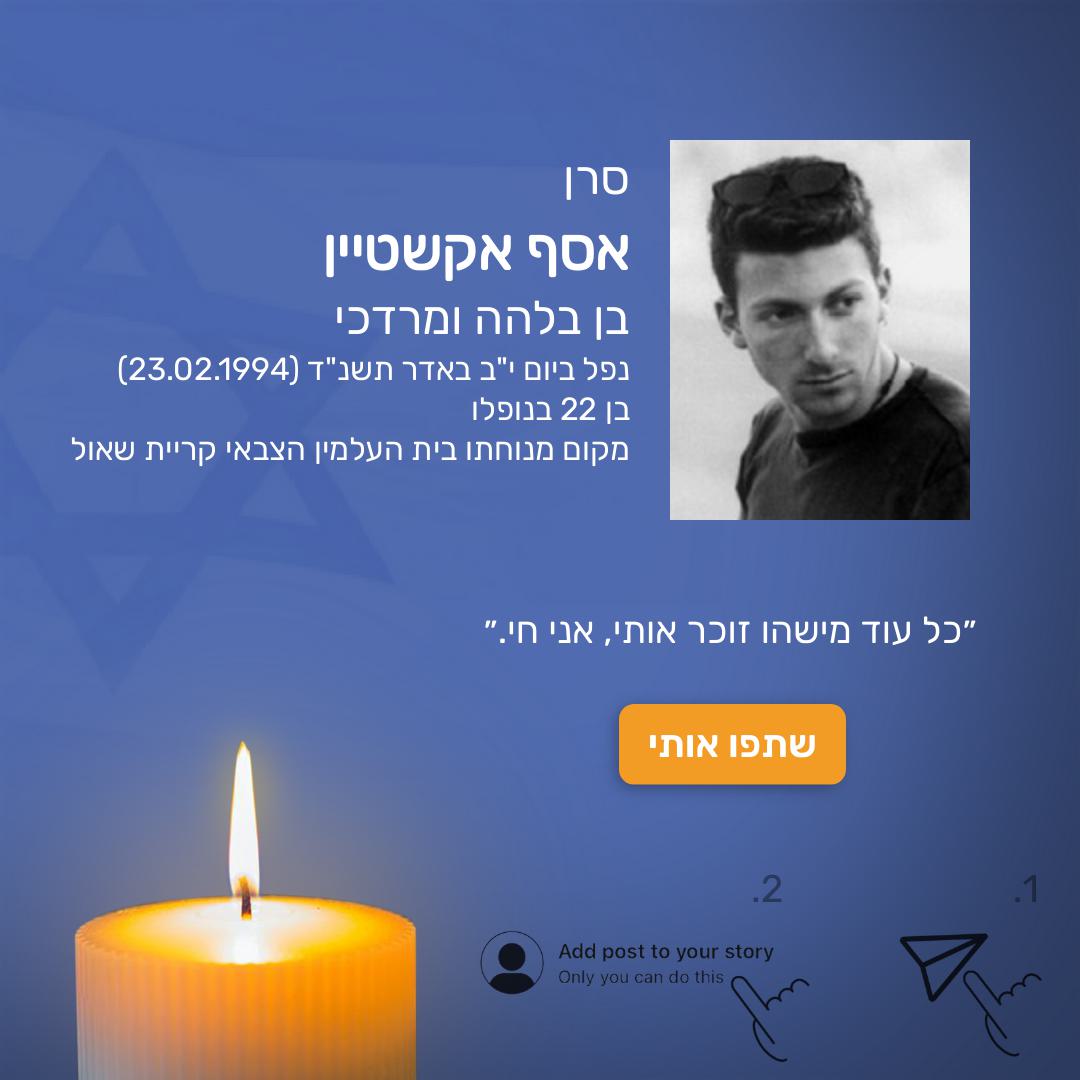 סרן
אסף אקשטיין
בן בלהה ומרדכי
נפל ביום י"ב באדר תשנ"ד (23.02.1994)
בן 22 בנופלו
מקום מנוחתו בית העלמין הצבאי קריית שאול
״כל עוד מישהו זוכר אותי, אני חי.״
שתפו אותי
1.
2.
Add post to your story
Only you can do this